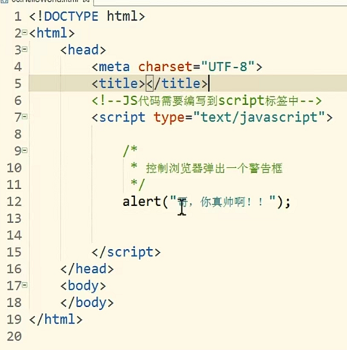 1 <!DOCTYPE html>
2 <html>
3 <head>
4 <meta charset="UTF-8">
5 <title></title>
6 <!--JS代码需要编写到script标签中-->
7 <script type="text/javascript">
8
9 /*
10 * 控制浏览器弹出一个警告框
11 */
12 alert(",你真帅啊!!");
13
14
15 </script>
16 </head>
17 <body>
18 </body>
19 </html>
20